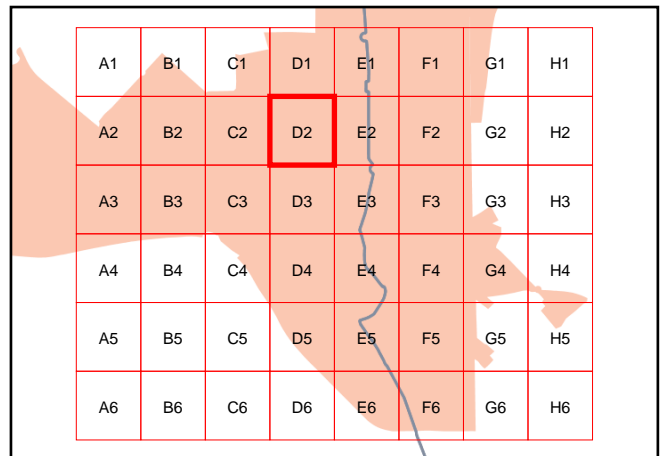 A1 B1 C1 D1 E1 F1 G1 H1
A2 B2 C2 D2 E2 F2 G2 H2
A3 B3 C3 D3 E3 F3 G3 H3
A4 B4 C4 D4 E4 F4 G4 H4
A5 B5 C5 D5 E5 F5 G5 H5
A6 B6 C6 D6 E6 F6 G6 H6